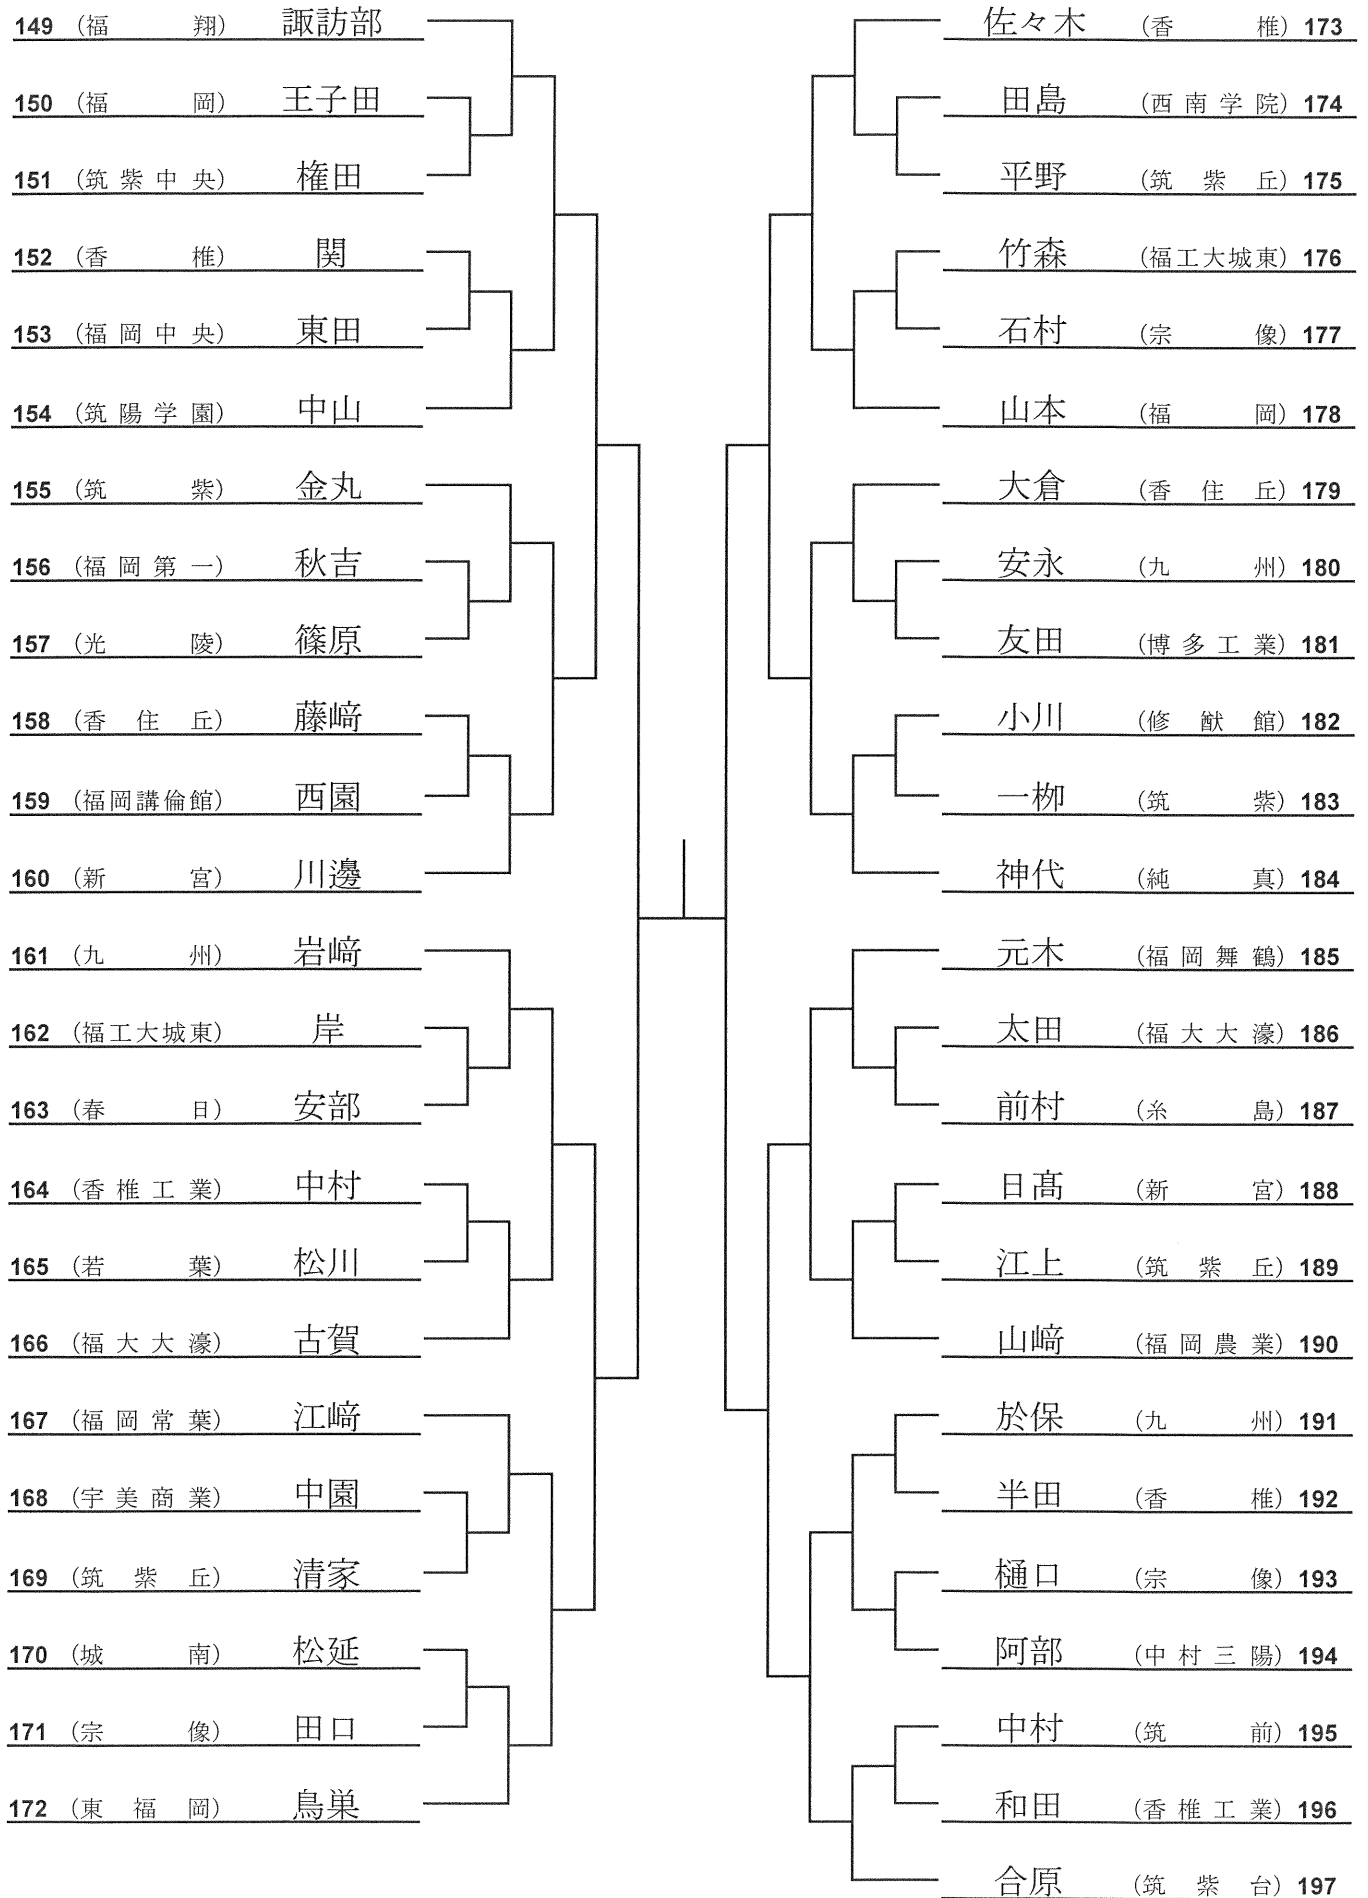 149 (福翔) 諏訪部
150 (福岡) 王子田
151 (筑紫中央) 権田
152 (香椎) 関
153 (福岡中央) 東田
154 (筑陽学園) 中山
155 (筑紫) 金丸
156 (福岡第一) 秋吉
157 (光陵) 篠原
158 (香住丘) 藤﨑
159 (福岡講倫館) 西園
160 (新宮) 川邊
161 (九州) 岩﨑
162 (福工大城東) 岸
163 (春日) 安部
164 (香椎工業) 中村
165 (若葉) 松川
166 (福大大濠) 古賀
167 (福岡常葉) 江﨑
168 (宇美商業) 中園
169 (筑紫丘) 清家
170 (城南) 松延
171 (宗像) 田口
172 (東福岡) 鳥巣
佐々木 (香椎) 173
田島 (西南学院) 174
平野 (筑紫丘) 175
竹森 (福工大城東) 176
石村 (宗像) 177
山本 (福岡) 178
大倉 (香住丘) 179
安永 (九州) 180
友田 (博多工業) 181
小川 (修猷館) 182
一栁 (筑紫) 183
神代 (純真) 184
元木 (福岡舞鶴) 185
太田 (福大大濠) 186
前村 (糸島) 187
日髙 (新宮) 188
江上 (筑紫丘) 189
山﨑 (福岡農業) 190
於保 (九州) 191
半田 (香椎) 192
樋口 (宗像) 193
阿部 (中村三陽) 194
中村 (筑前) 195
和田 (香椎工業) 196
合原 (筑紫台) 197